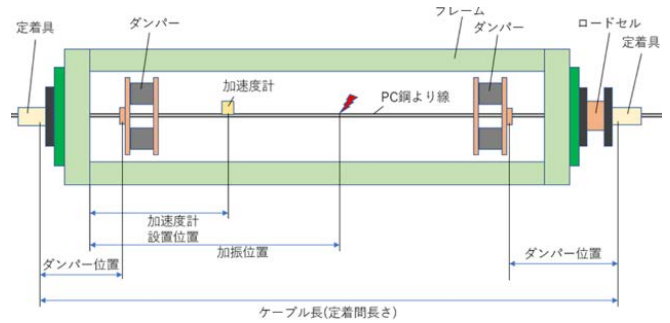 定着具
ダンパー
フレーム
ダンパー
ロードセル
定着具
加速度計
PC鋼より線
加速度計
設置位置
加振位置
ダンパー位置
ダンパー位置
ケーブル長(定着間長さ)